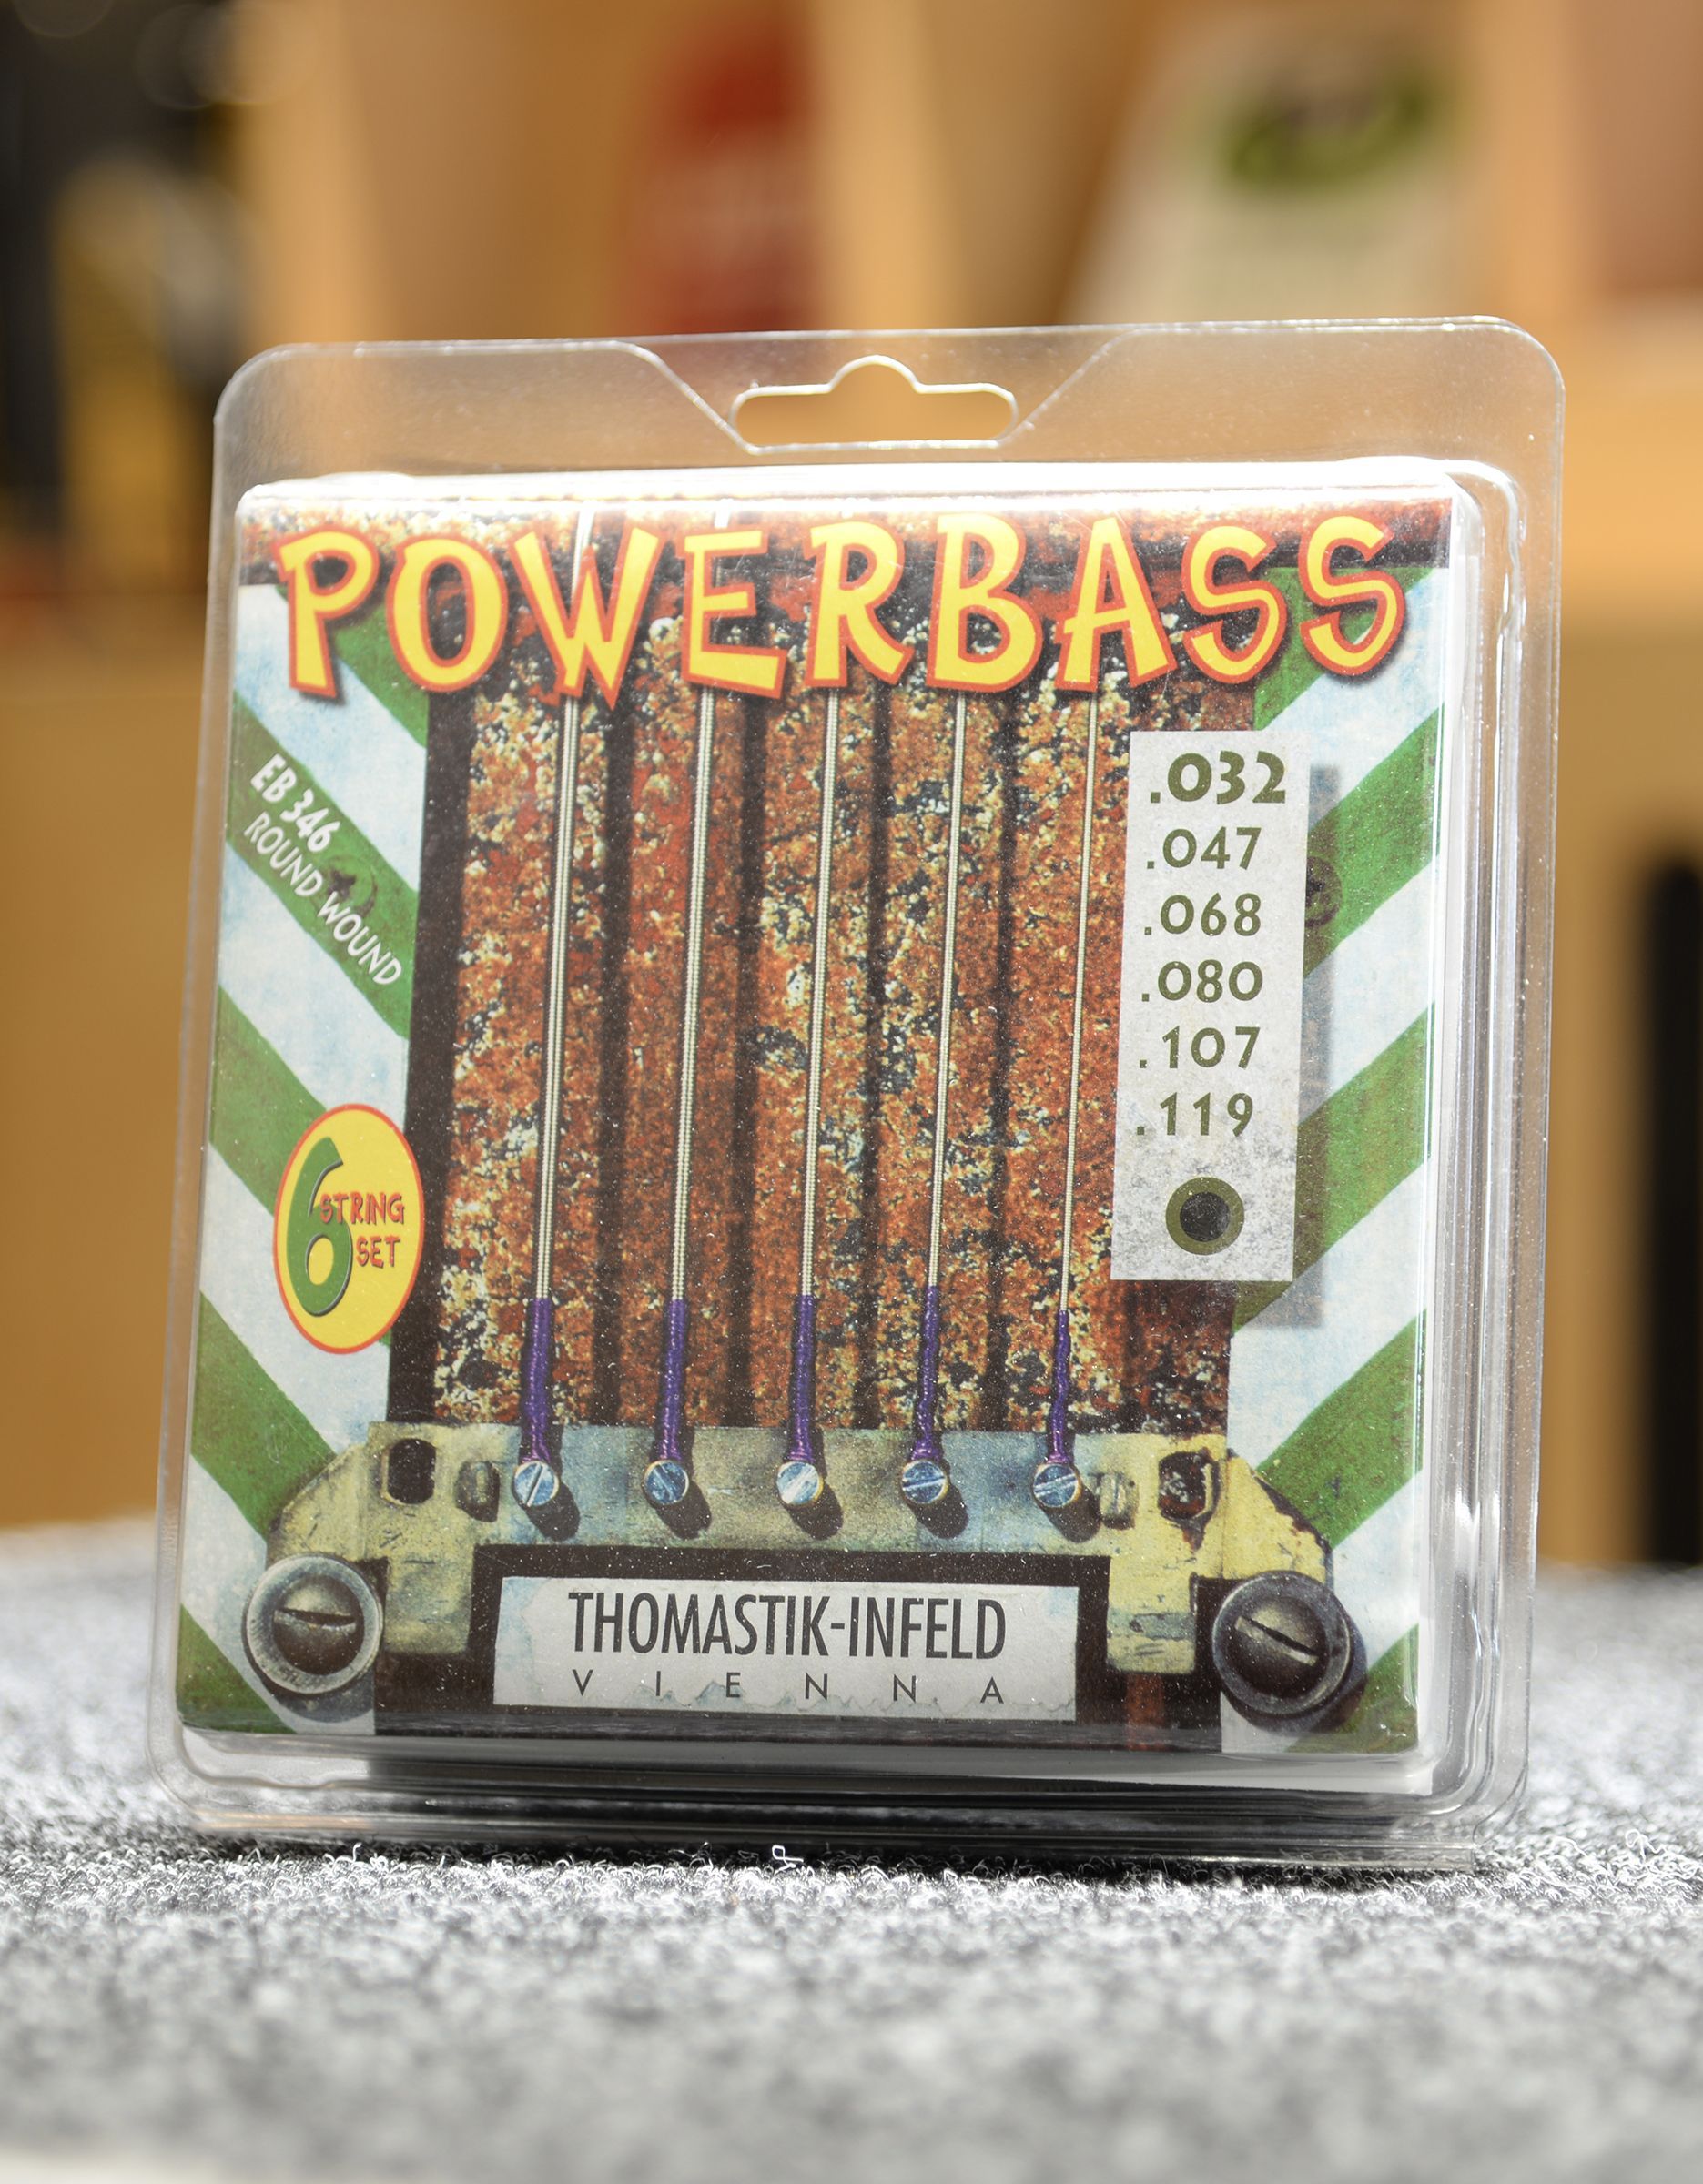 POWERBASS
EB 346
ROUND WOUND
.032
.047
.068
.080
.107
.119
6
STRING
SET
THOMASTIK-INFELD
VIENNA